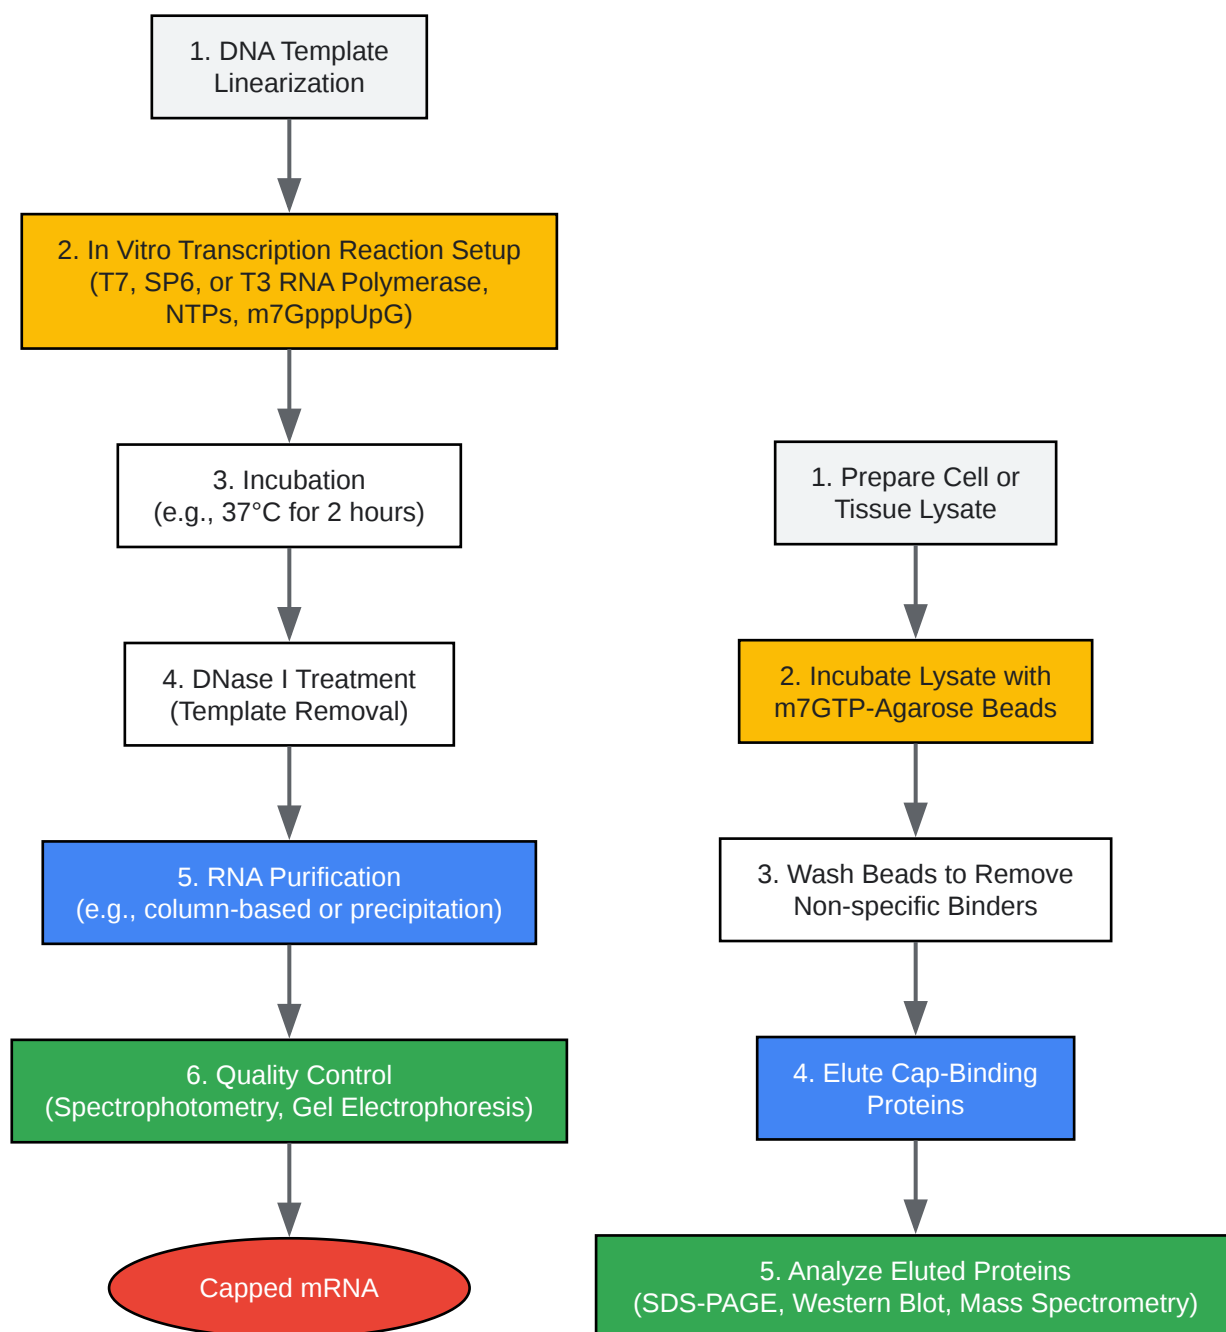 1. DNA Template
Linearization
2. In Vitro Transcription Reaction Setup
(T7, SP6, or T3 RNA Polymerase,
NTPs, m7GpppUpG)
3. Incubation
(e.g., 37°C for 2 hours)
4. DNase I Treatment
(Template Removal)
5. RNA Purification
(e.g., column-based or precipitation)
6. Quality Control
(Spectrophotometry, Gel Electrophoresis)
Capped mRNA
1. Prepare Cell or
Tissue Lysate
2. Incubate Lysate with
m7GTP-Agarose Beads
3. Wash Beads to Remove
Non-specific Binders
4. Elute Cap-Binding
Proteins
5. Analyze Eluted Proteins
(SDS-PAGE, Western Blot, Mass Spectrometry)